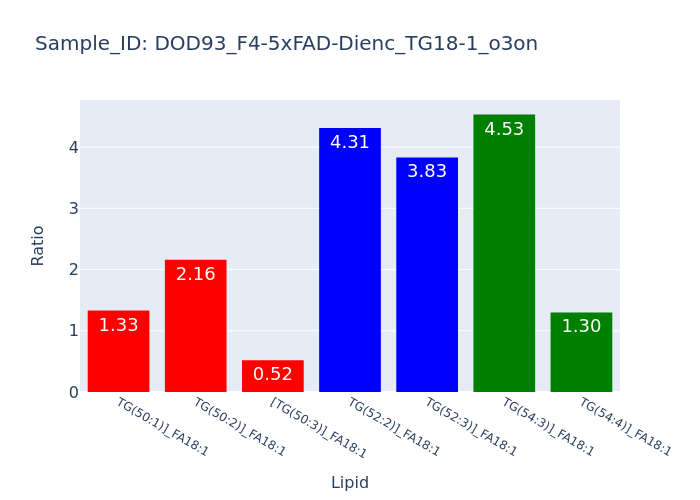 Sample_ID: DOD93_F4-5xFAD-Dienc_TG18-1_o3on
Ratio
4
3
2
1
0
1.33
2.16
0.52
4.31
3.83
4.53
1.30
TG(50:1)]_FA18:1
TG(50:2)]_FA18:1
[TG(50:3)]_FA18:1
TG(52:2)]_FA18:1
TG(52:3)]_FA18:1
TG(54:3)]_FA18:1
TG(54:4)]_FA18:1
Lipid